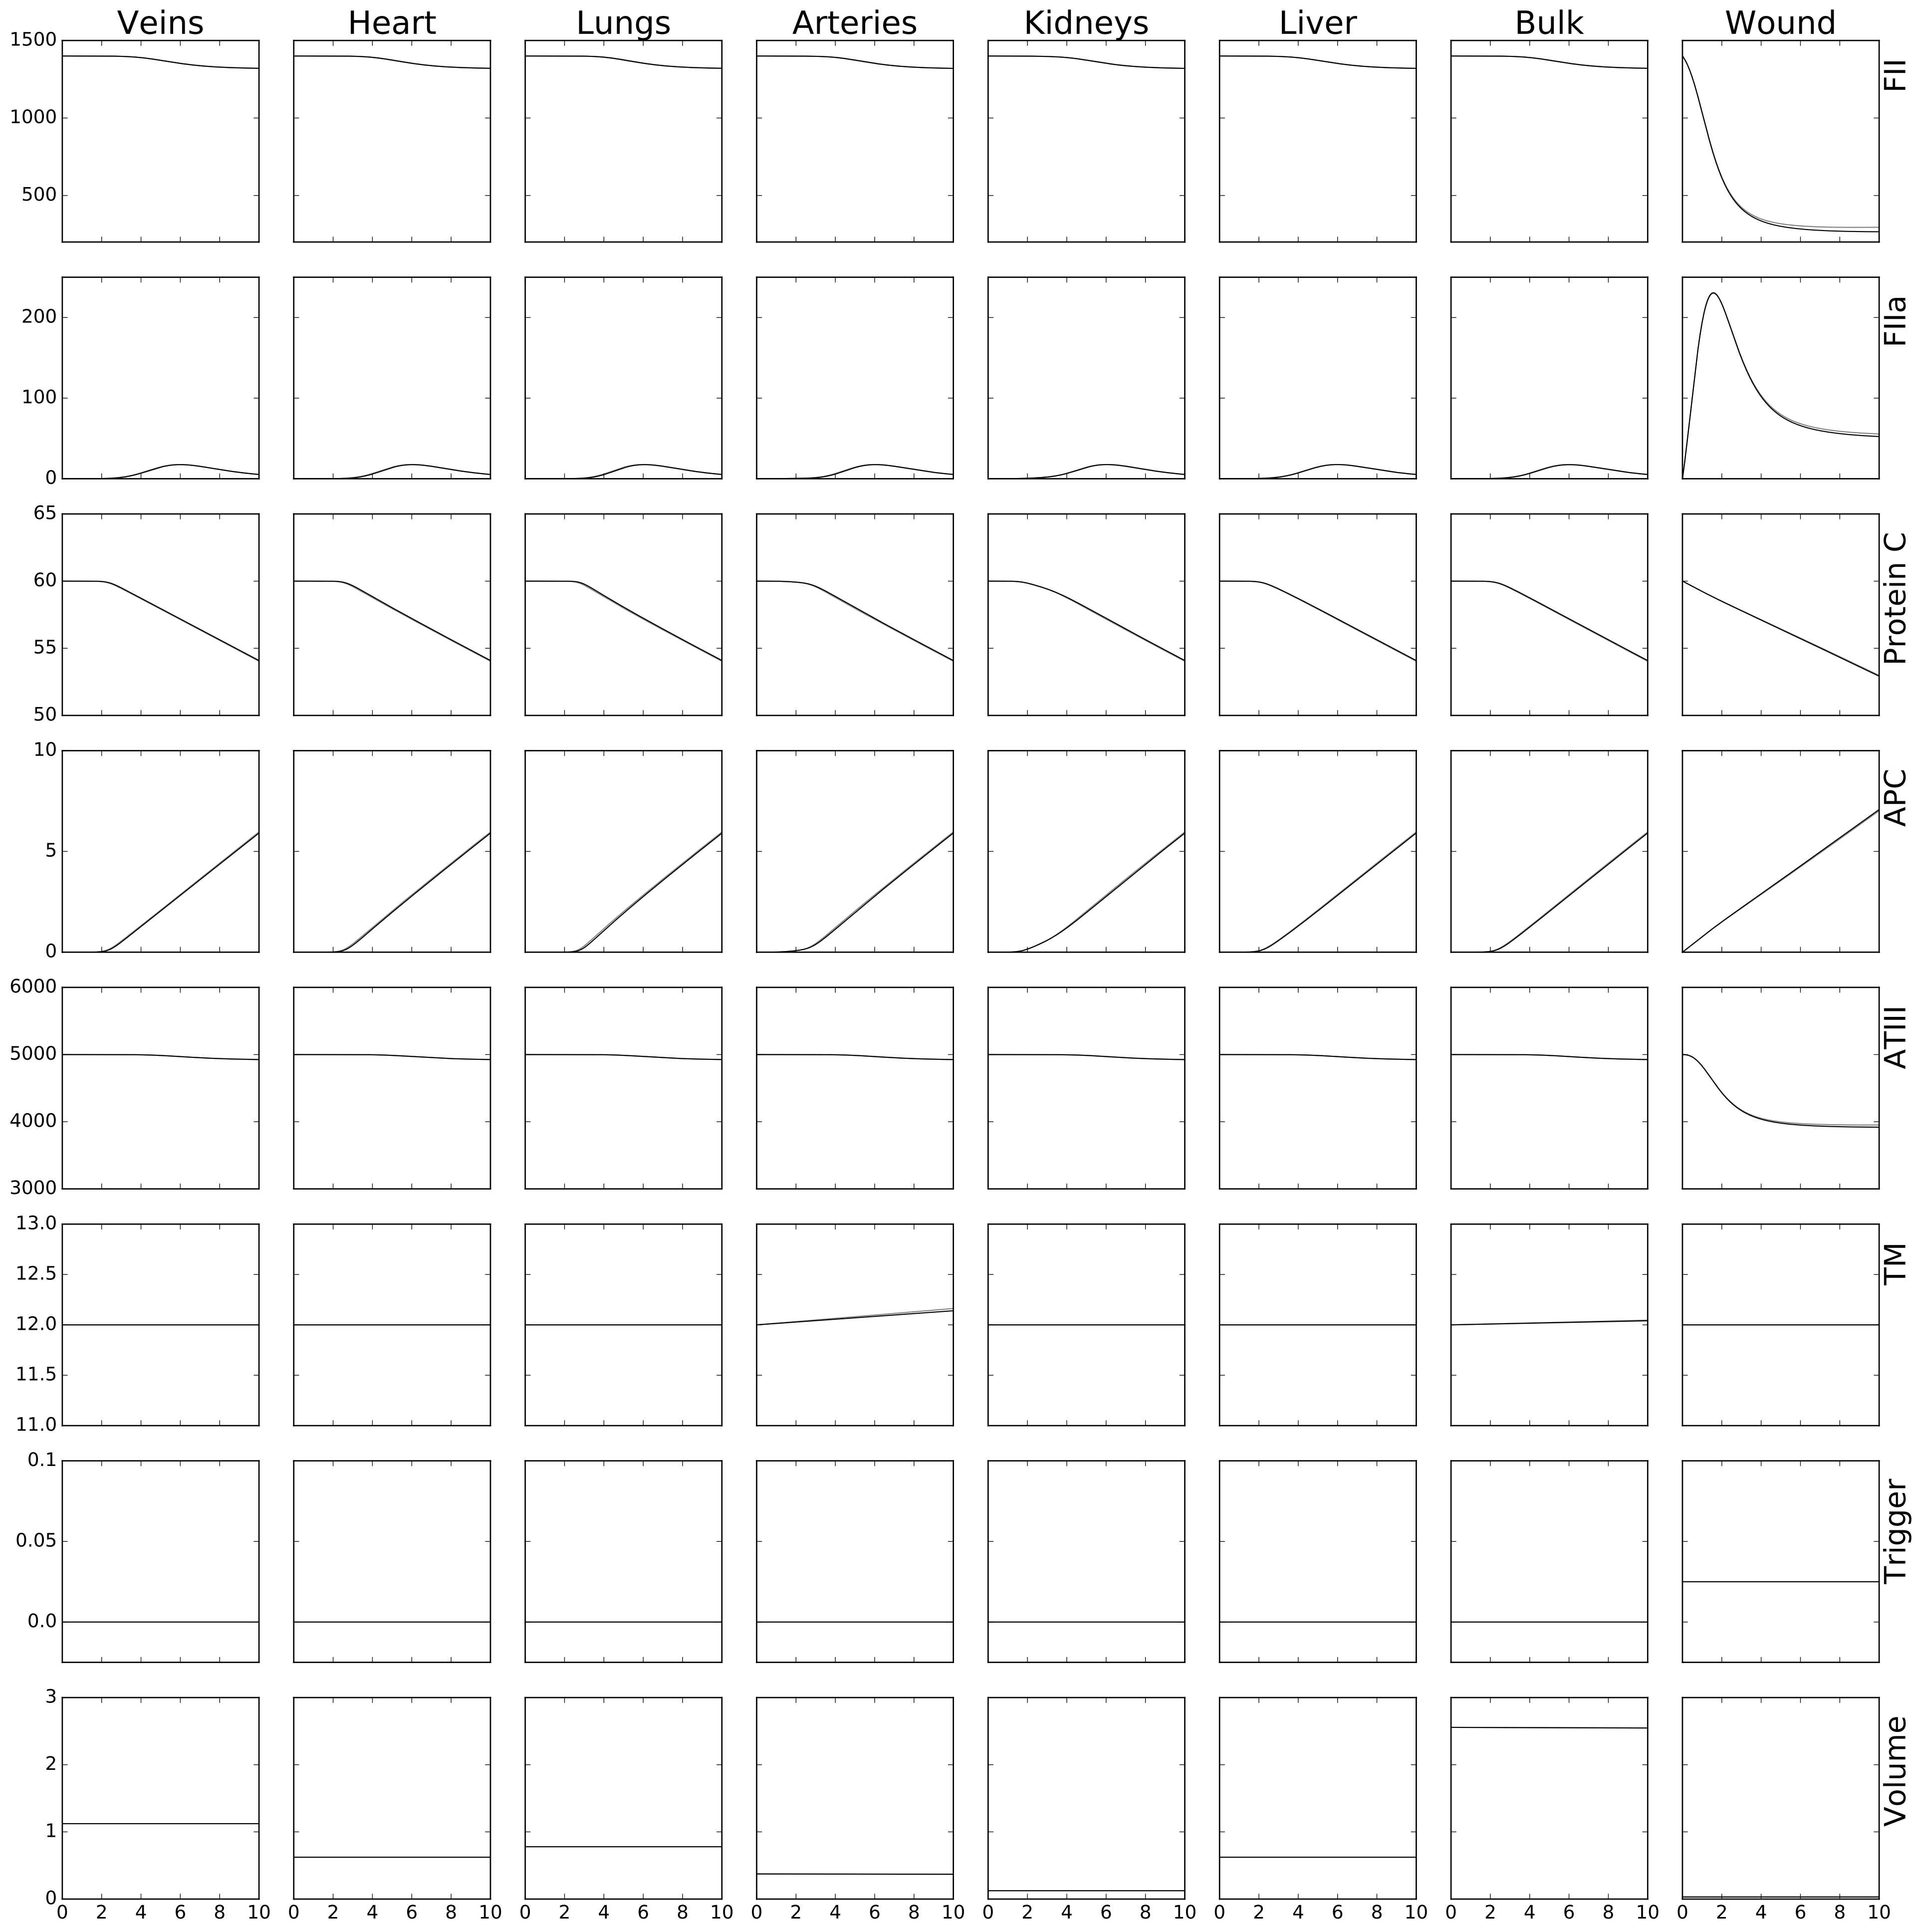 Veins Heart Lungs Arteries Kidneys Liver Bulk Wound
1500
1000
500
FII
200
100
0
FIIa
65
60
55
50
Protein C
10
5
0
APC
6000
5000
4000
3000
ATIII
13.0
12.5
12.0
11.5
11.0
TM
0.1
0.05
0.0
Trigger
3
2
1
0
Volume
0 2 4 6 8 10 0 2 4 6 8 10 0 2 4 6 8 10 0 2 4 6 8 10 0 2 4 6 8 10 0 2 4 6 8 10 0 2 4 6 8 10 0 2 4 6 8 10